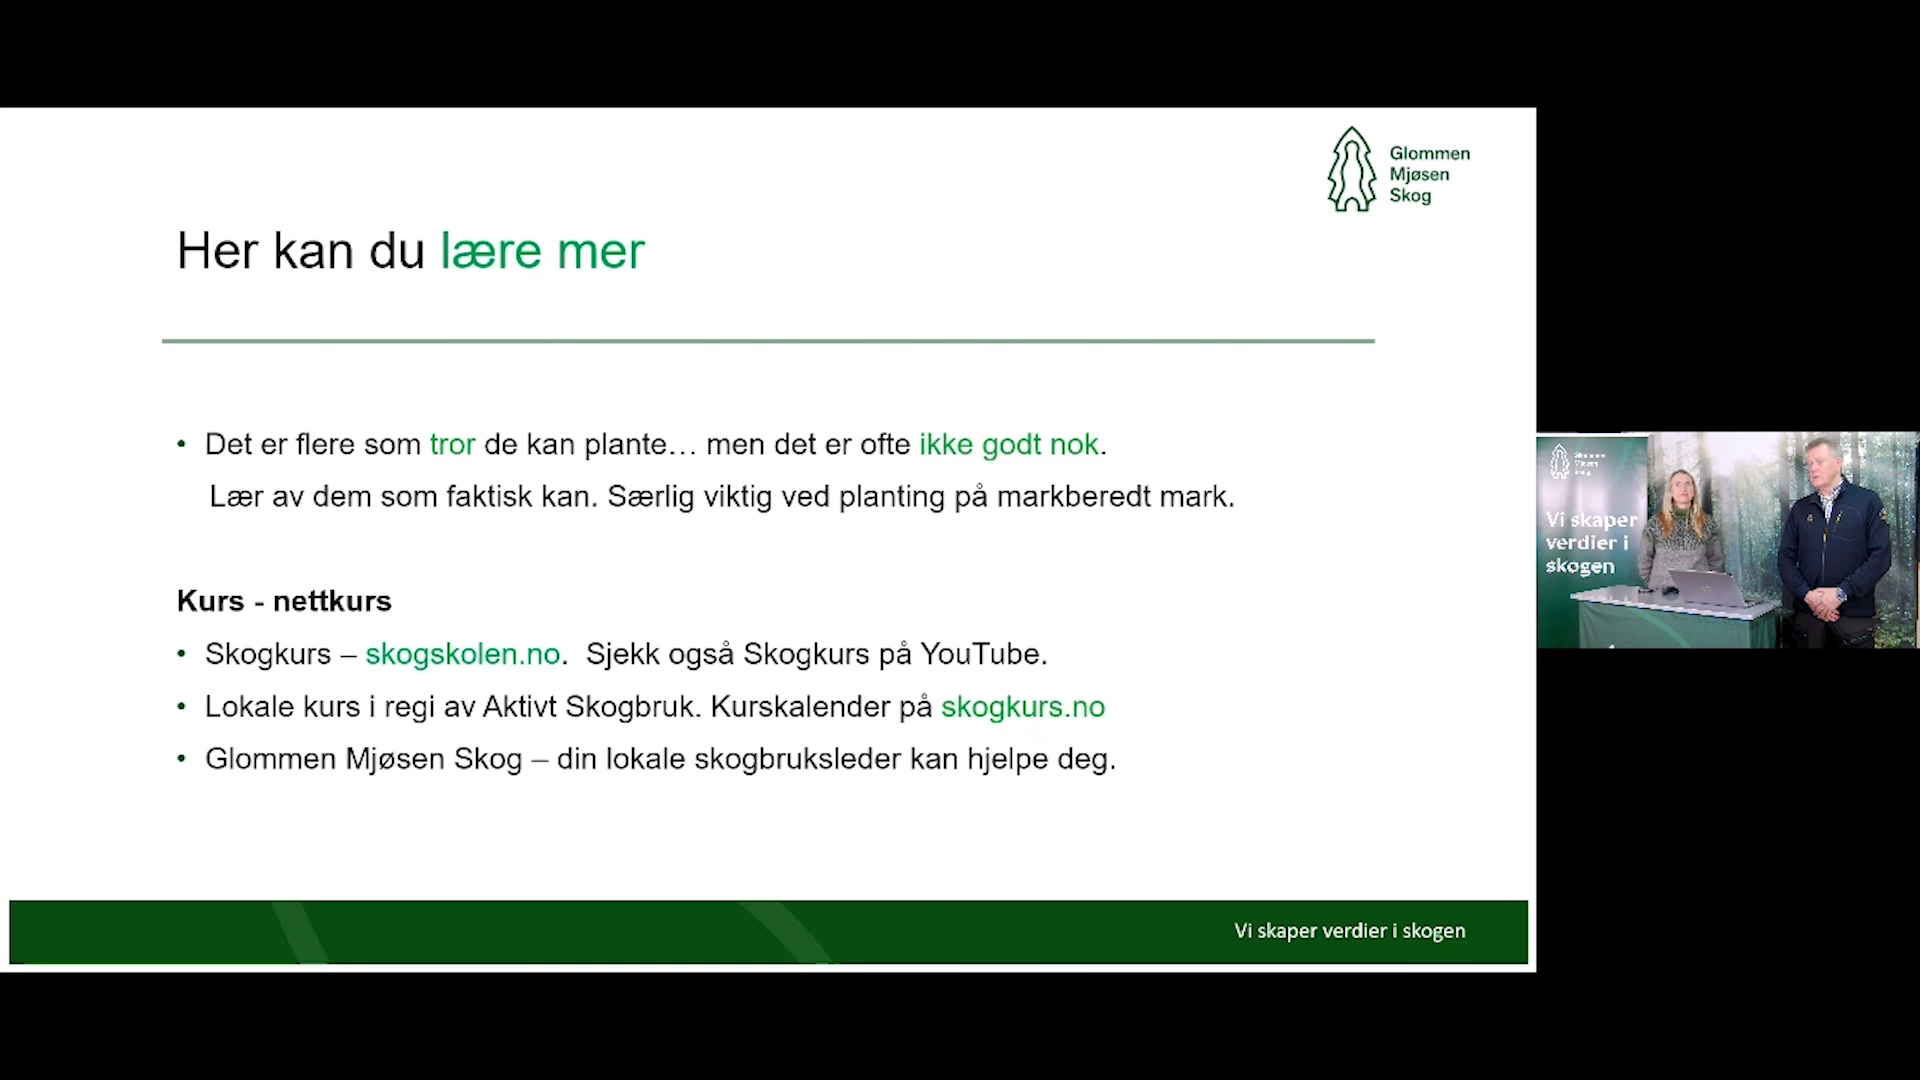 Glommen
Mjøsen
Skog
Her kan du lære mer
• Det er flere som tror de kan plante… men det er ofte ikke godt nok.
Lær av dem som faktisk kan. Særlig viktig ved planting på markberedt mark.
Kurs - nettkurs
• Skogkurs – skogskolen.no.  Sjekk også Skogkurs på YouTube.
• Lokale kurs i regi av Aktivt Skogbruk. Kurskalender på skogkurs.no
• Glommen Mjøsen Skog – din lokale skogbruksleder kan hjelpe deg.
Vi skaper verdier i skogen
Vi skaper
verdier i
skogen